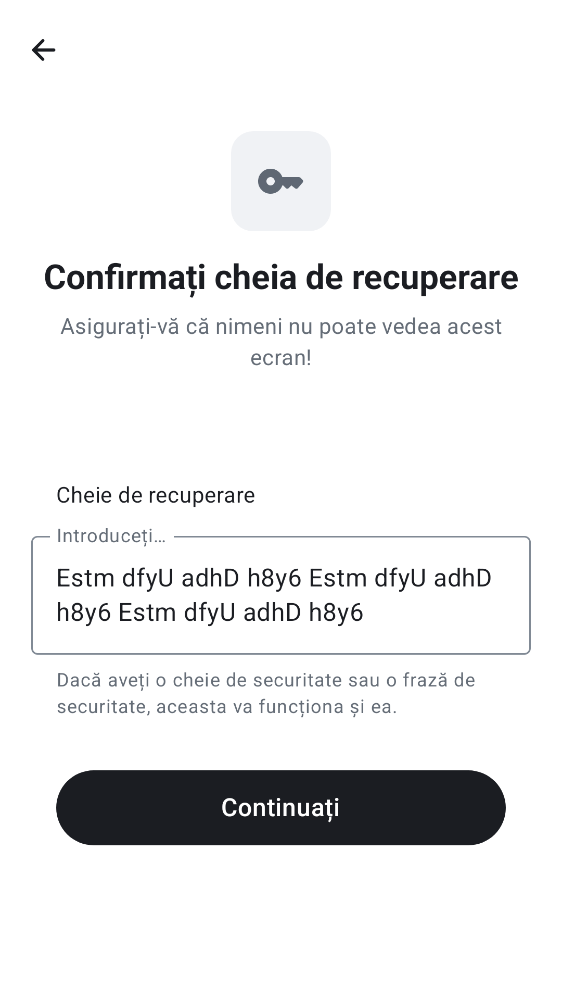 Confirmați cheia de recuperare
Asigurați-vă că nimeni nu poate vedea acest
ecran!
Cheie de recuperare
Introduceți…
Estm dfyU adhD h8y6 Estm dfyU adhD
h8y6 Estm dfyU adhD h8y6
Dacă aveți o cheie de securitate sau o frază de
securitate, aceasta va funcționa și ea.
Continuați